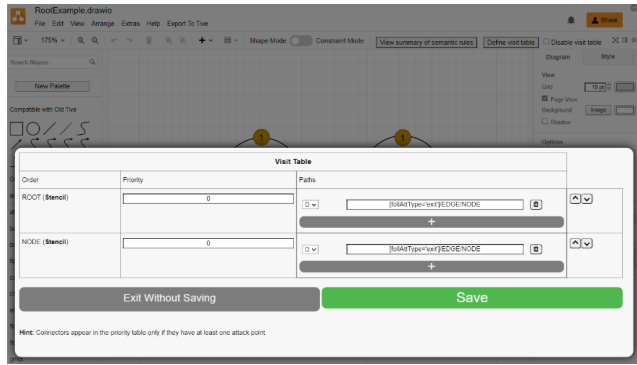 RootExample.drawio
File Edit View Arrange Extras Help Export To Tive
Share
175%
Shape Mode
Constraint Mode
View summary of semantic rules
Define visit table
Disable visit table
Search Shapes
Diagram
Style
New Palette
View
Grid
10 pt
Page View
Background
Image
Shadow
Compatible with Old Tive
Options
1
1
Visit Table
Order
Priority
Paths
ROOT (Stencil)
0
D
[follAttType='exit']/EDGE/NODE
+
NODE (Stencil)
0
D
[follAttType='exit']/EDGE/NODE
+
Exit Without Saving
Save
Hint: Connectors appear in the priority table only if they have at least one attack point